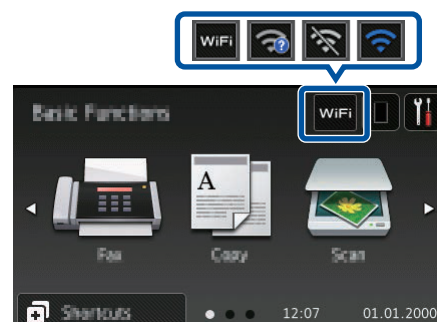 WiFi
Basic Functions
WiFi
A
Fax
Copy
Scan
Shortcuts
12:07
01.01.2000